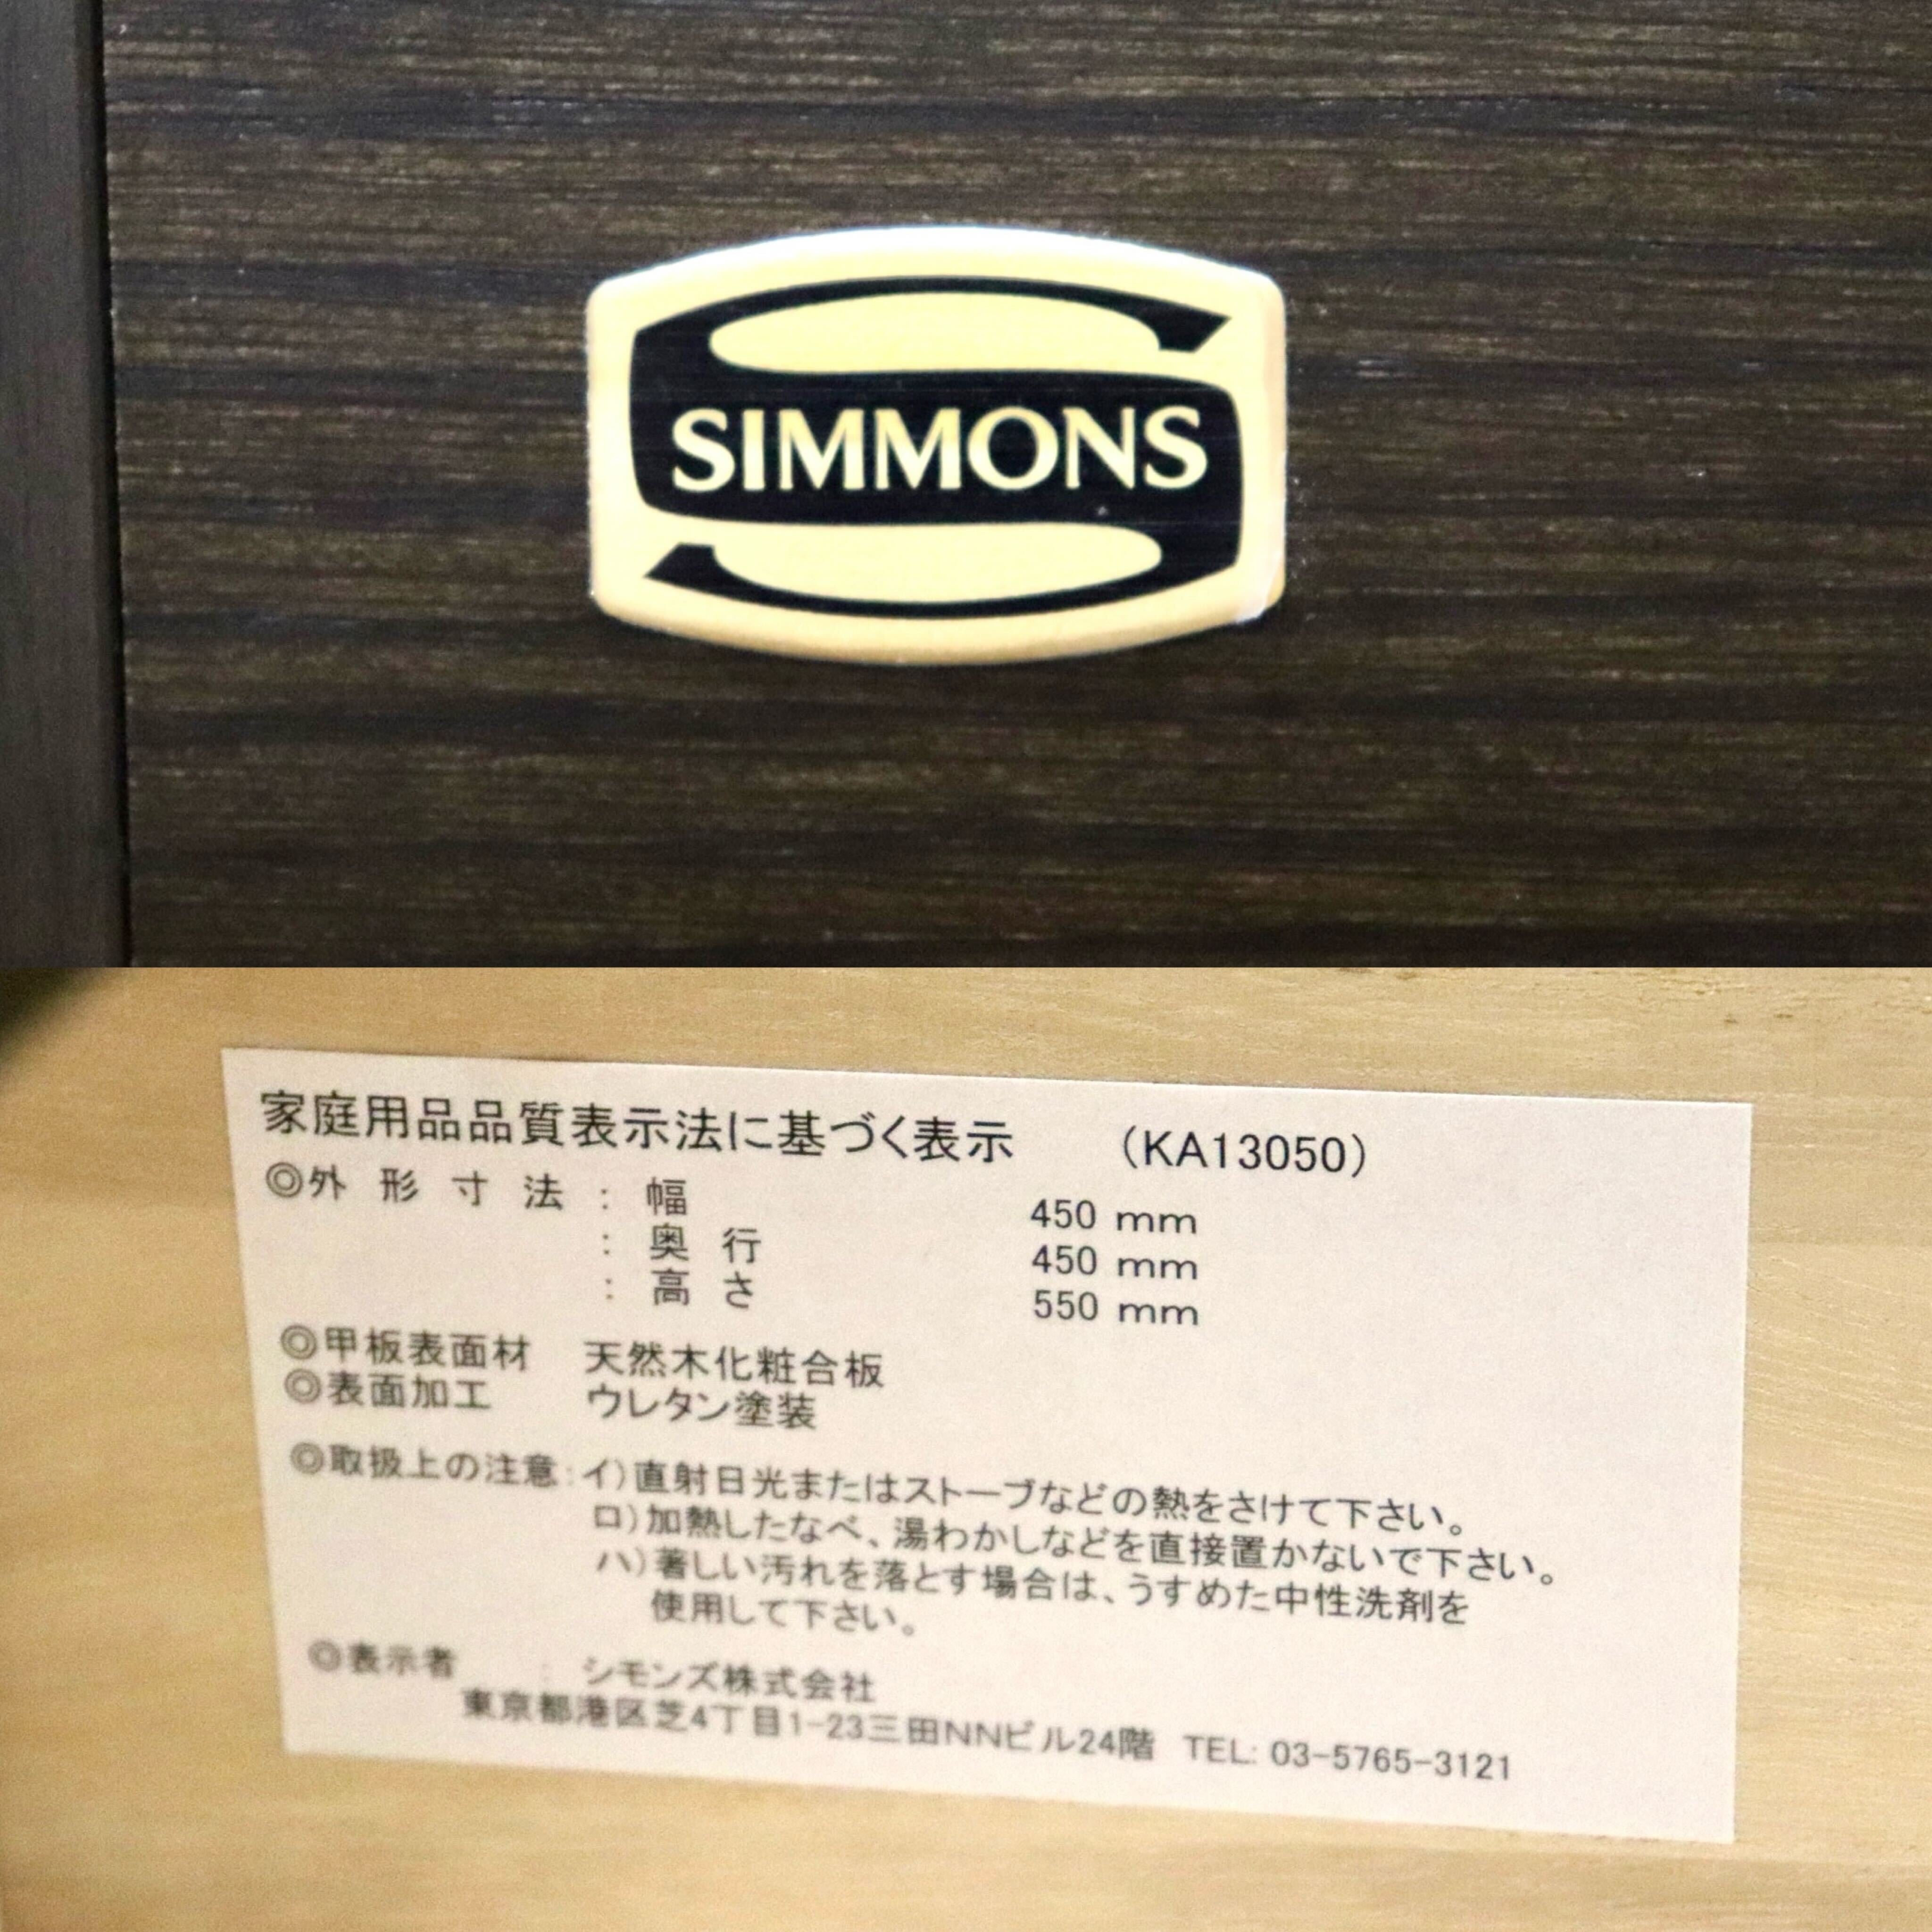 SIMMONS
家庭用品品質表示法に基づく表示 (KA13050)
◎外形寸法 : 幅 450 mm
: 奥行 450 mm
: 高さ 550 mm
◎甲板表面材 天然木化粧合板
◎表面加工 ウレタン塗装
◎取扱上の注意:イ)直射日光またはストーブなどの熱をさけて下さい。
ロ)加熱したなべ、湯わかしなどを直接置かないで下さい。
ハ)著しい汚れを落とす場合は、うすめた中性洗剤を
使用して下さい。
◎表示者 : シモンズ株式会社
東京都港区芝4丁目1-23三田NNビル24階 TEL: 03-5765-3121